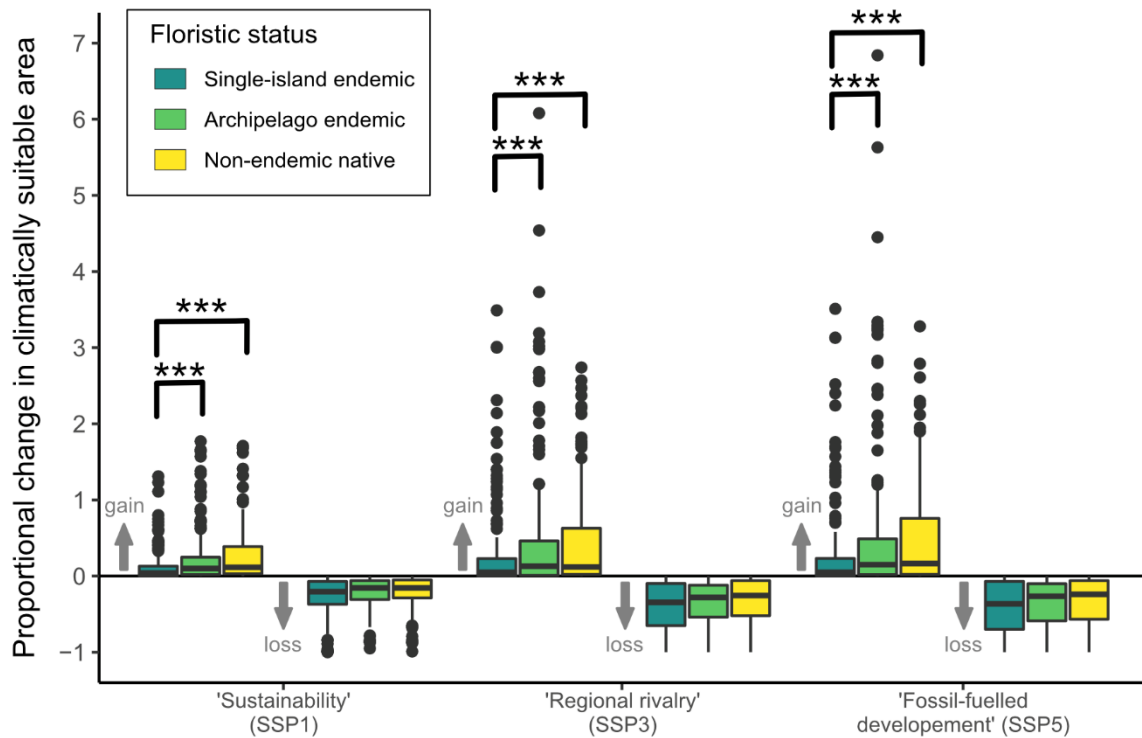 Proportional change in climatically suitable area
7
6
5
4
3
2
1
0
−1
Floristic status
Single-island endemic
Archipelago endemic
Non-endemic native
***
***
gain
loss
***
***
gain
loss
***
***
gain
loss
'Sustainability'
(SSP1)
'Regional rivalry'
(SSP3)
'Fossil-fuelled
developement' (SSP5)